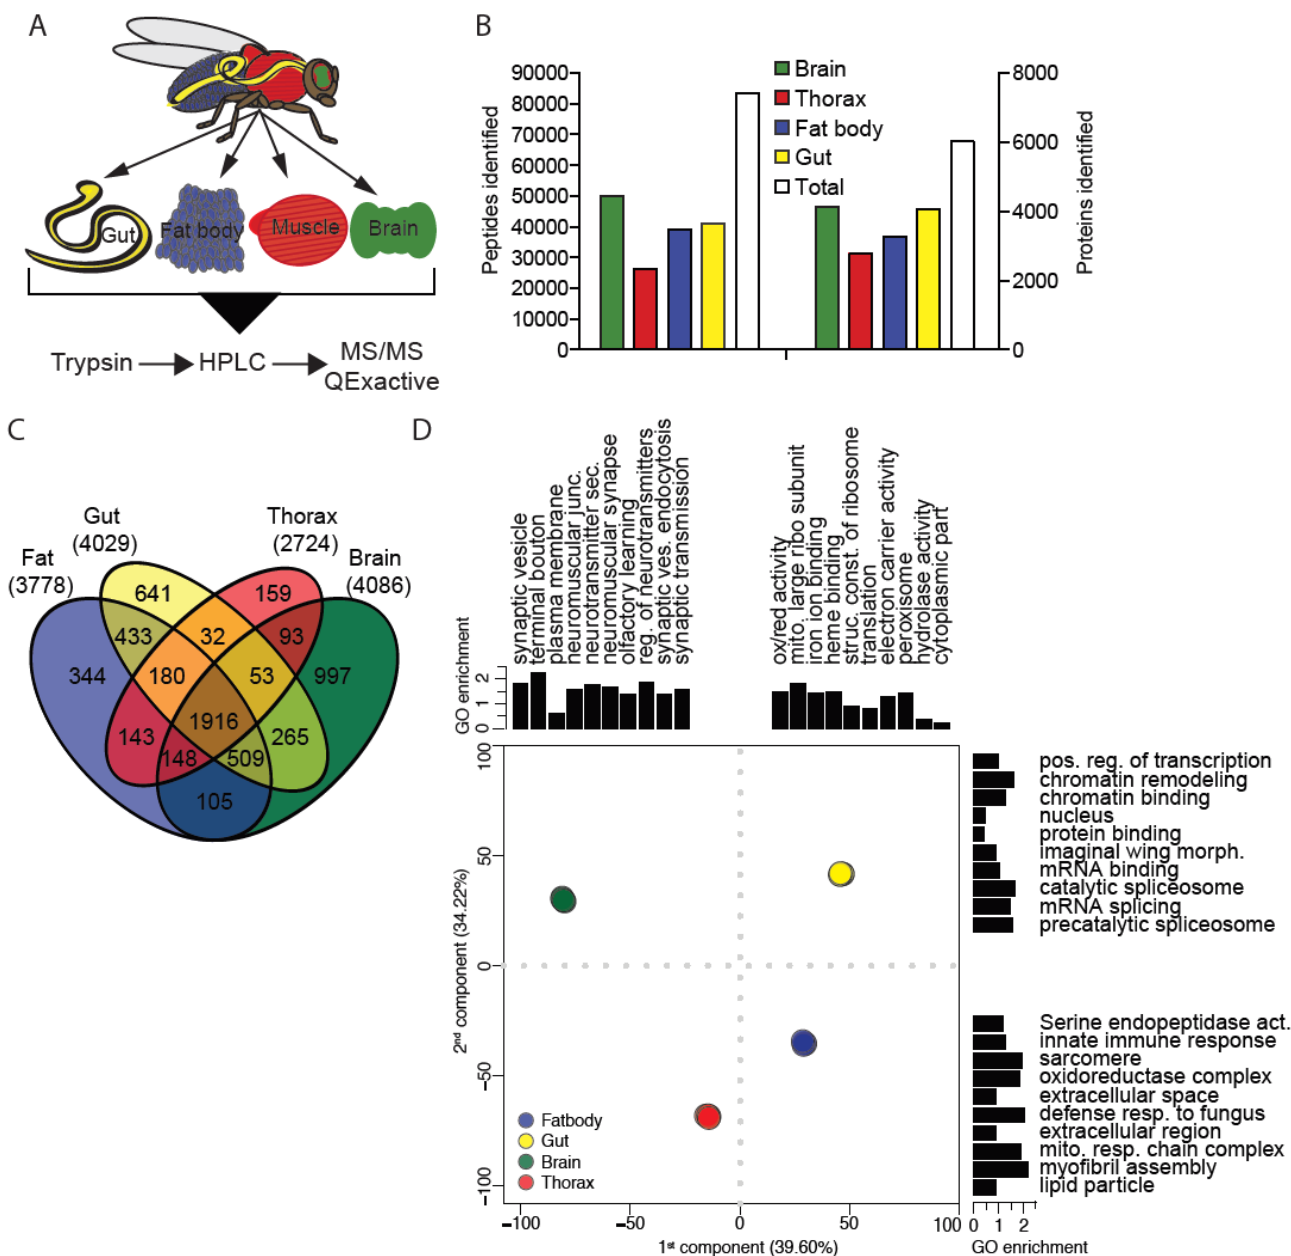 A
Gut
Fat body
Muscle
Brain
Trypsin
HPLC
MS/MS
QExactive
B
Brain
Thorax
Fat body
Gut
Total
Peptides identified
90000
80000
70000
60000
50000
40000
30000
20000
10000
0
Proteins identified
8000
6000
4000
2000
0
C
Gut
(4029)
Thorax
(2724)
Fat
(3778)
Brain
(4086)
641
159
433
32
93
344
180
53
997
1916
143
265
148
509
105
D
synaptic vesicle
terminal bouton
plasma membrane
neuromuscular junc.
neurotransmitter sec.
neuromuscular synapse
olfactory learning
reg. of neurotransmitters
synaptic ves. endocytosis
synaptic transmission
ox/red activity
mito. large ribo subunit
iron ion binding
heme binding
struc. const. of ribosome
translation
electron carrier activity
peroxisome
hydrolase activity
cytoplasmic part
GO enrichment
2
1
0
2nd component (34.22%)
100
50
0
−50
−100
Fatbody
Gut
Brain
Thorax
−100
−50
0
50
100
1st component (39.60%)
pos. reg. of transcription
chromatin remodeling
chromatin binding
nucleus
protein binding
imaginal wing morph.
mRNA binding
catalytic spliceosome
mRNA splicing
precatalytic spliceosome
Serine endopeptidase act.
innate immune response
sarcomere
oxidoreductase complex
extracellular space
defense resp. to fungus
extracellular region
mito. resp. chain complex
myofibril assembly
lipid particle
0 1 2
GO enrichment